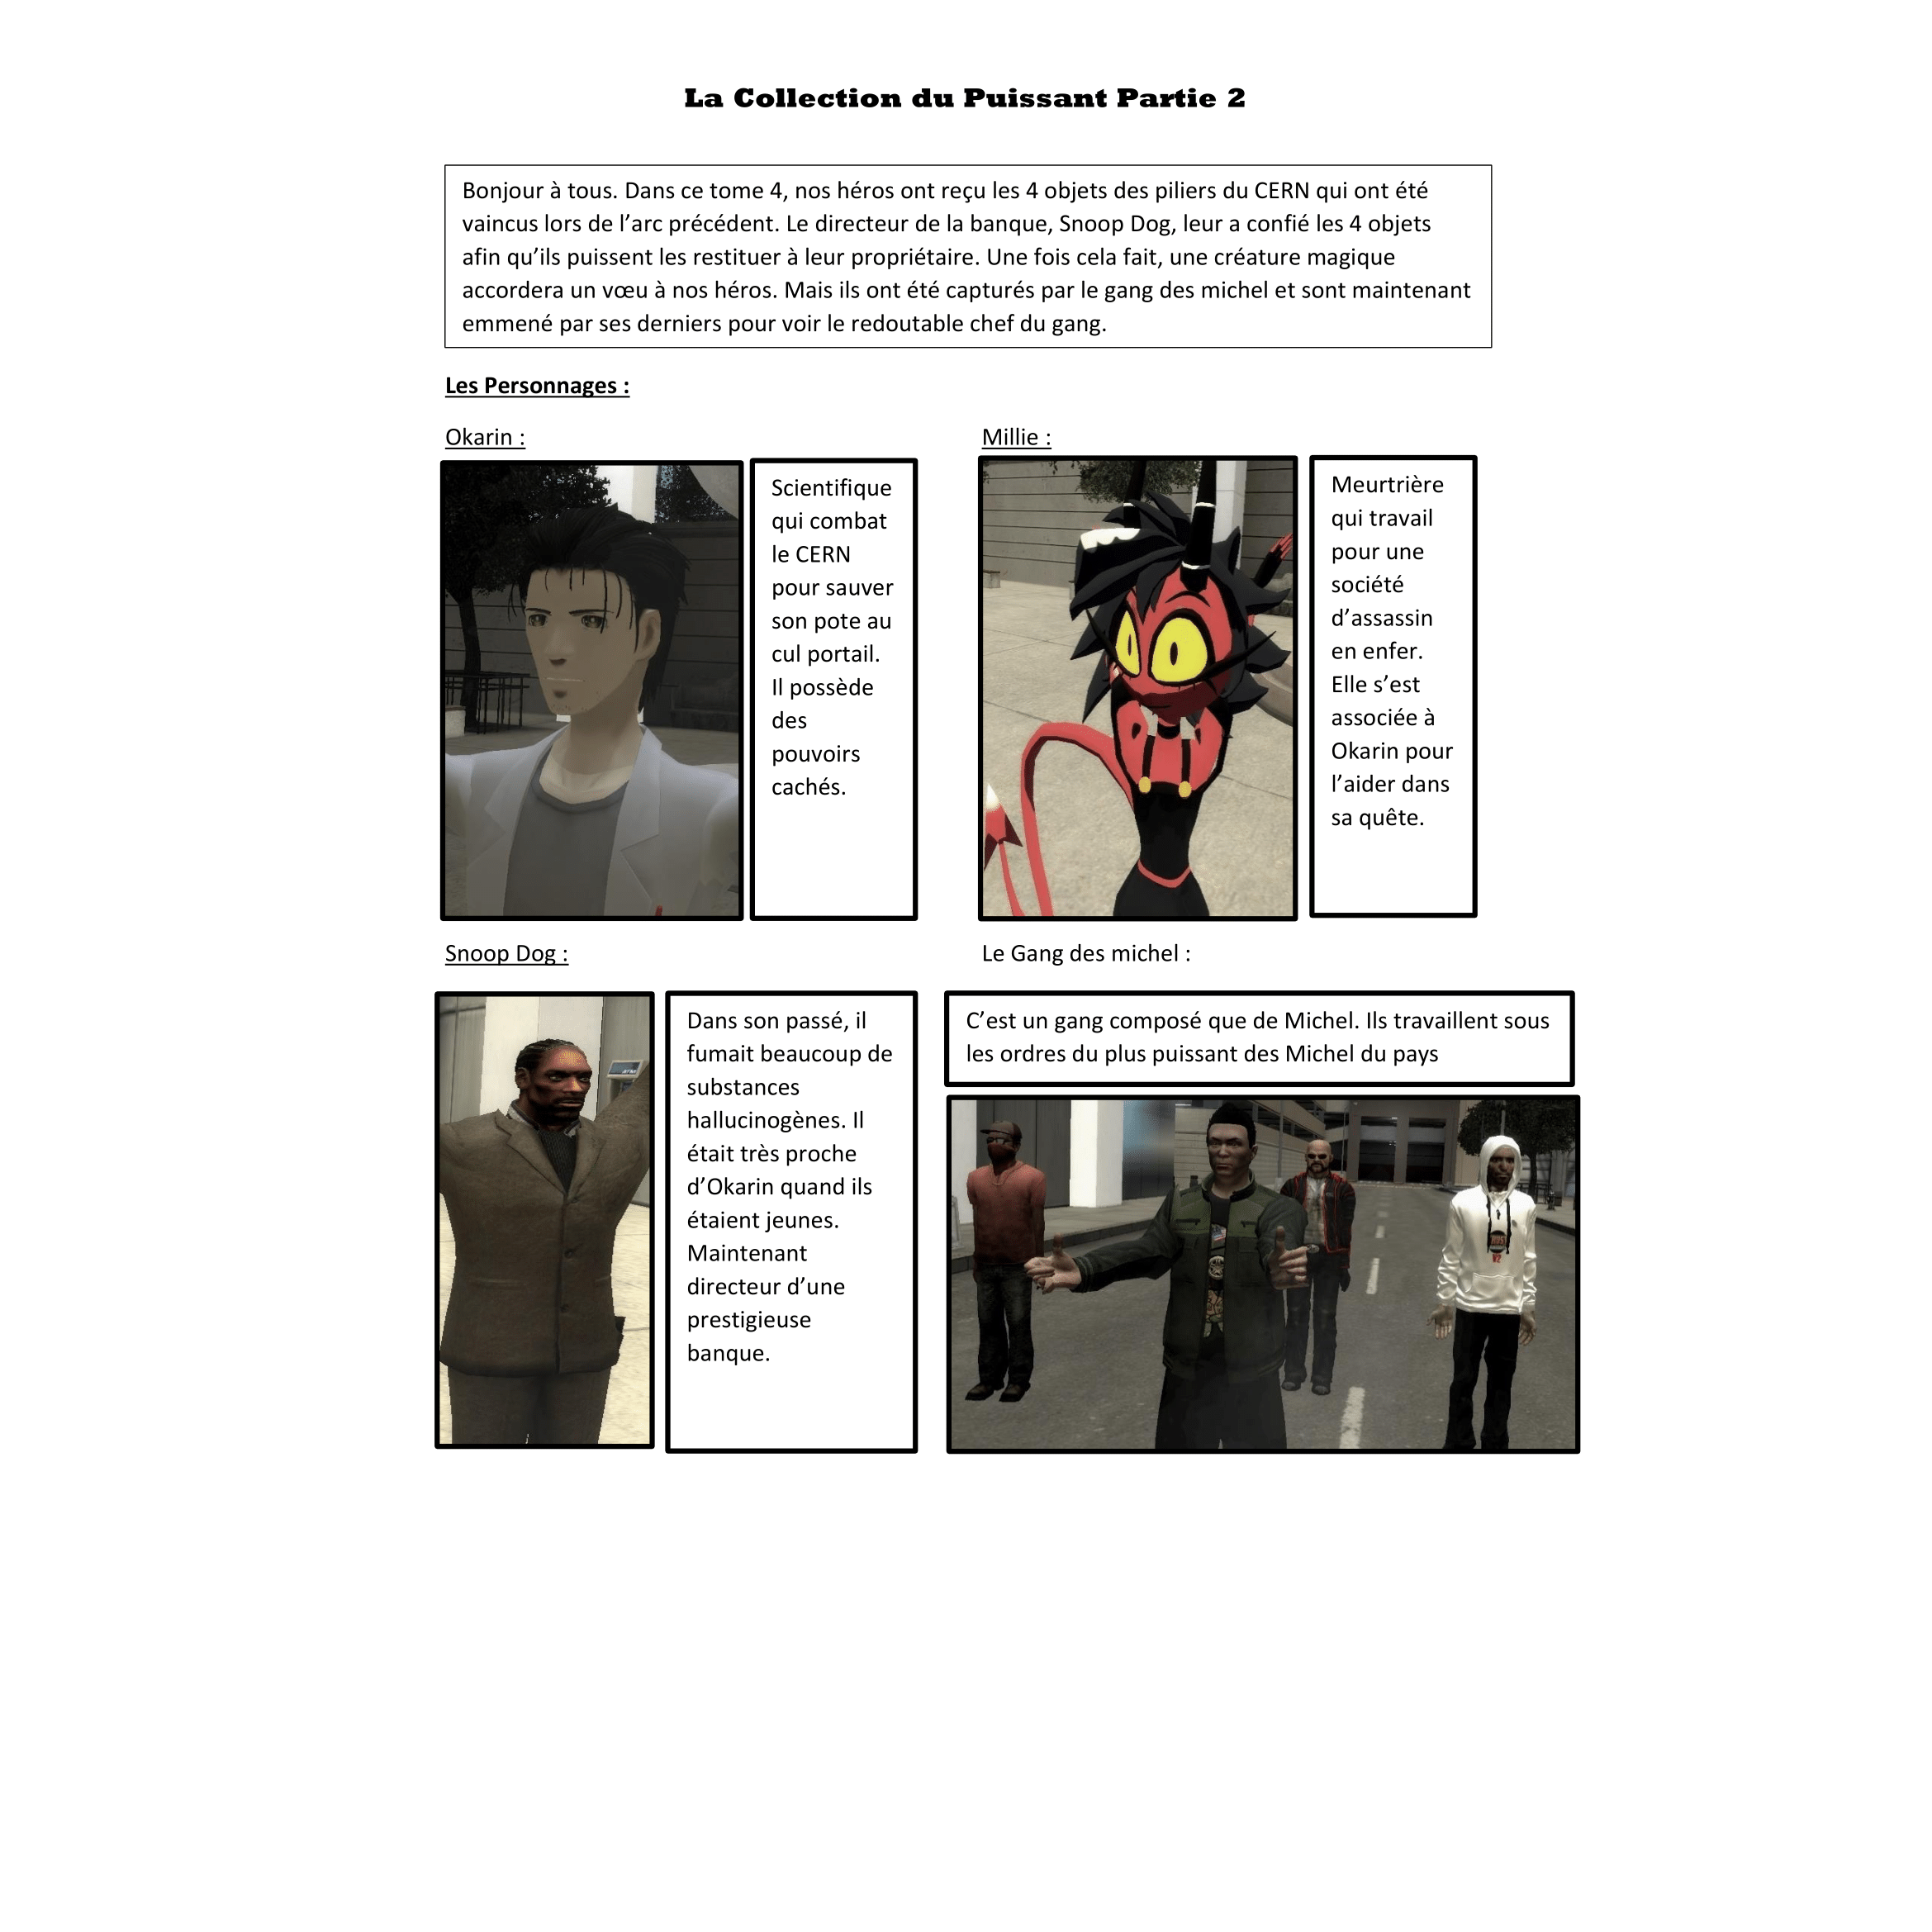 La Collection du Puissant Partie 2
Bonjour à tous. Dans ce tome 4, nos héros ont reçu les 4 objets des piliers du CERN qui ont été
vaincus lors de l’arc précédent. Le directeur de la banque, Snoop Dog, leur a confié les 4 objets
afin qu’ils puissent les restituer à leur propriétaire. Une fois cela fait, une créature magique
accordera un vœu à nos héros. Mais ils ont été capturés par le gang des michel et sont maintenant
emmené par ses derniers pour voir le redoutable chef du gang.
Les Personnages :
Okarin :
Scientifique
qui combat
le CERN
pour sauver
son pote au
cul portail.
Il possède
des
pouvoirs
cachés.
Millie :
Meurtrière
qui travail
pour une
société
d’assassin
en enfer.
Elle s’est
associée à
Okarin pour
l’aider dans
sa quête.
Snoop Dog :
Dans son passé, il
fumait beaucoup de
substances
hallucinogènes. Il
était très proche
d’Okarin quand ils
étaient jeunes.
Maintenant
directeur d’une
prestigieuse
banque.
Le Gang des michel :
C’est un gang composé que de Michel. Ils travaillent sous
les ordres du plus puissant des Michel du pays